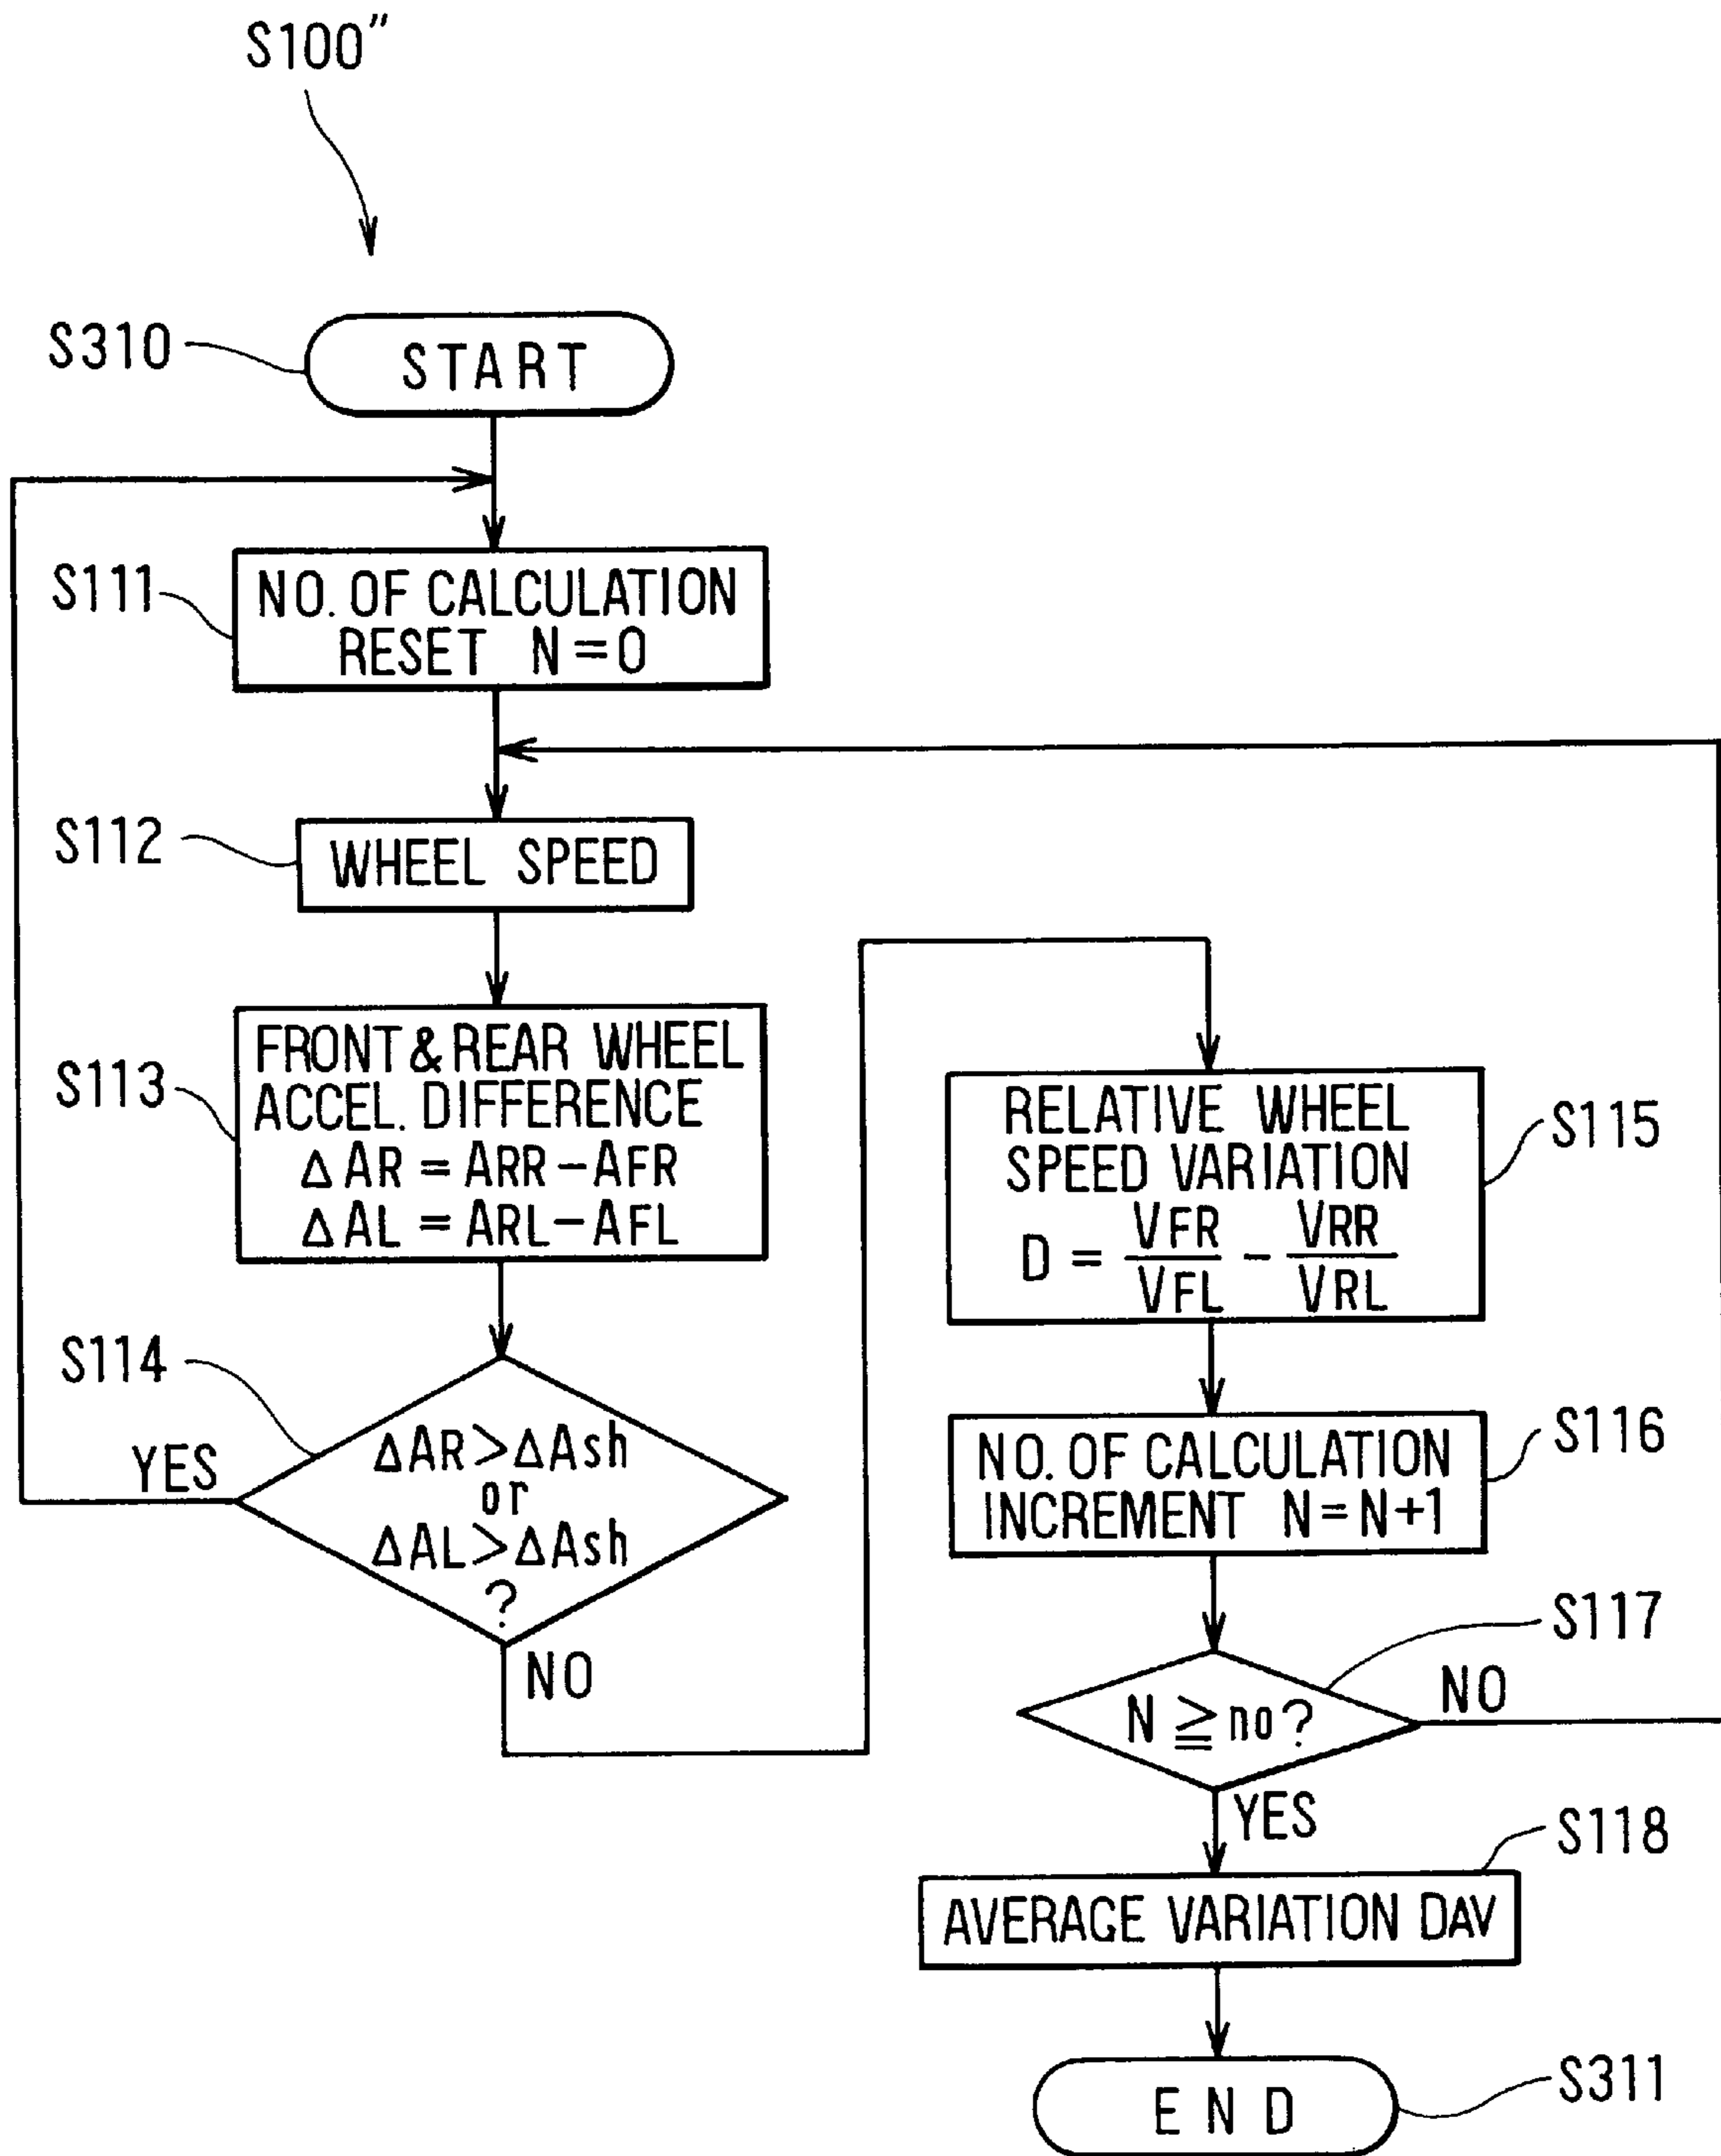 S100"
S310
START
S111
NO. OF CALCULATION
RESET N=0
S112
WHEEL SPEED
S113
FRONT & REAR WHEEL
ACCEL. DIFFERENCE
ΔAR = ARR-AFR
ΔAL = ARL-AFL
S114
ΔAR>ΔAsh
or
ΔAL>ΔAsh
?
YES
NO
S115
RELATIVE WHEEL
SPEED VARIATION
D = VFR/VFL - VRR/VRL
S116
NO. OF CALCULATION
INCREMENT N=N+1
S117
N ≧ no?
NO
YES
S118
AVERAGE VARIATION DAV
S311
END